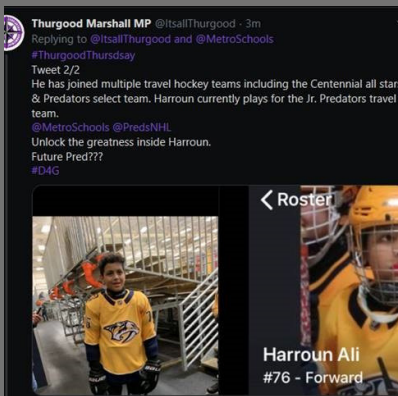 Thurgood Marshall MP @ItsallThurgood · 3m
Replying to @ItsallThurgood and @MetroSchools
#ThurgoodThursdsay
Tweet 2/2
He has joined multiple travel hockey teams including the Centennial all star
& Predators select team. Harroun currently plays for the Jr. Predators travel
team.
@MetroSchools @PredsNHL
Unlock the greatness inside Harroun.
Future Pred???
#D4G
Roster
Harroun Ali
#76 - Forward